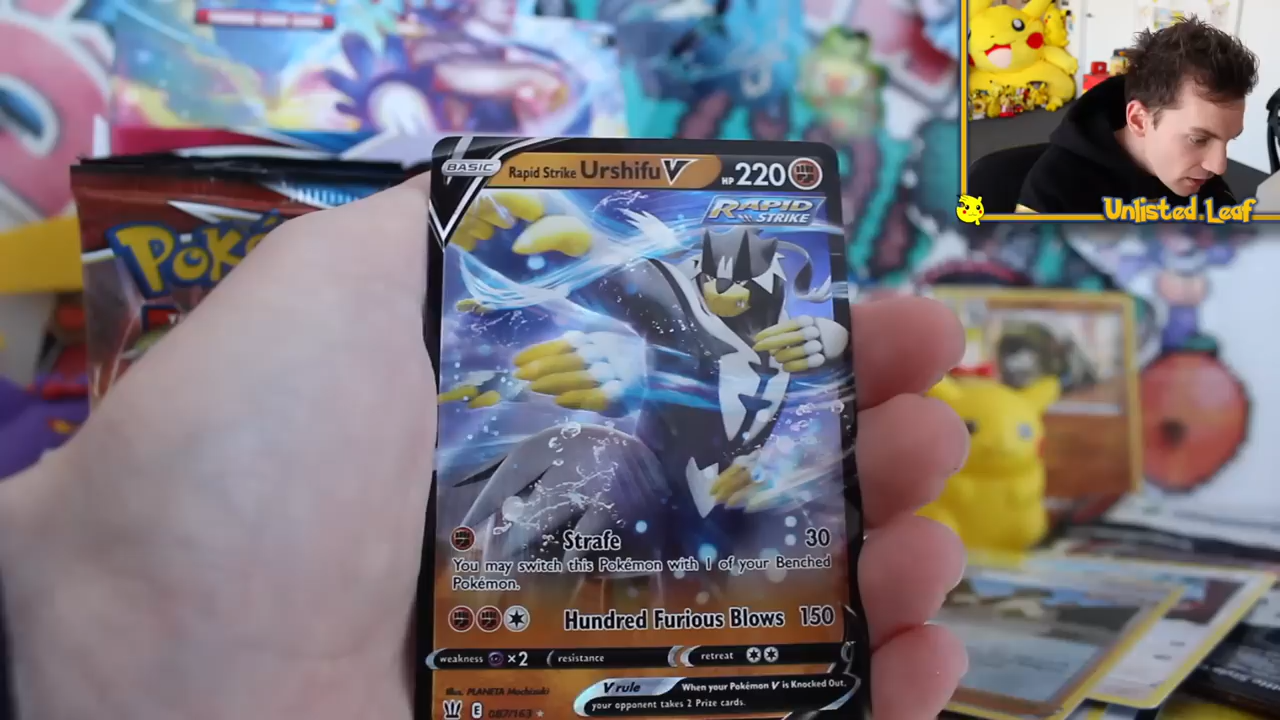 BASIC
Rapid Strike Urshifu V HP 220
RAPID
STRIKE
Unlisted Leaf
Poké
Strafe 30
You may switch this Pokémon with 1 of your Benched
Pokémon.
Hundred Furious Blows 150
weakness ×2 resistance retreat
Illus. PLANETA Mochizuki
V rule When your Pokémon V is Knocked Out,
your opponent takes 2 Prize cards.
E 087/163